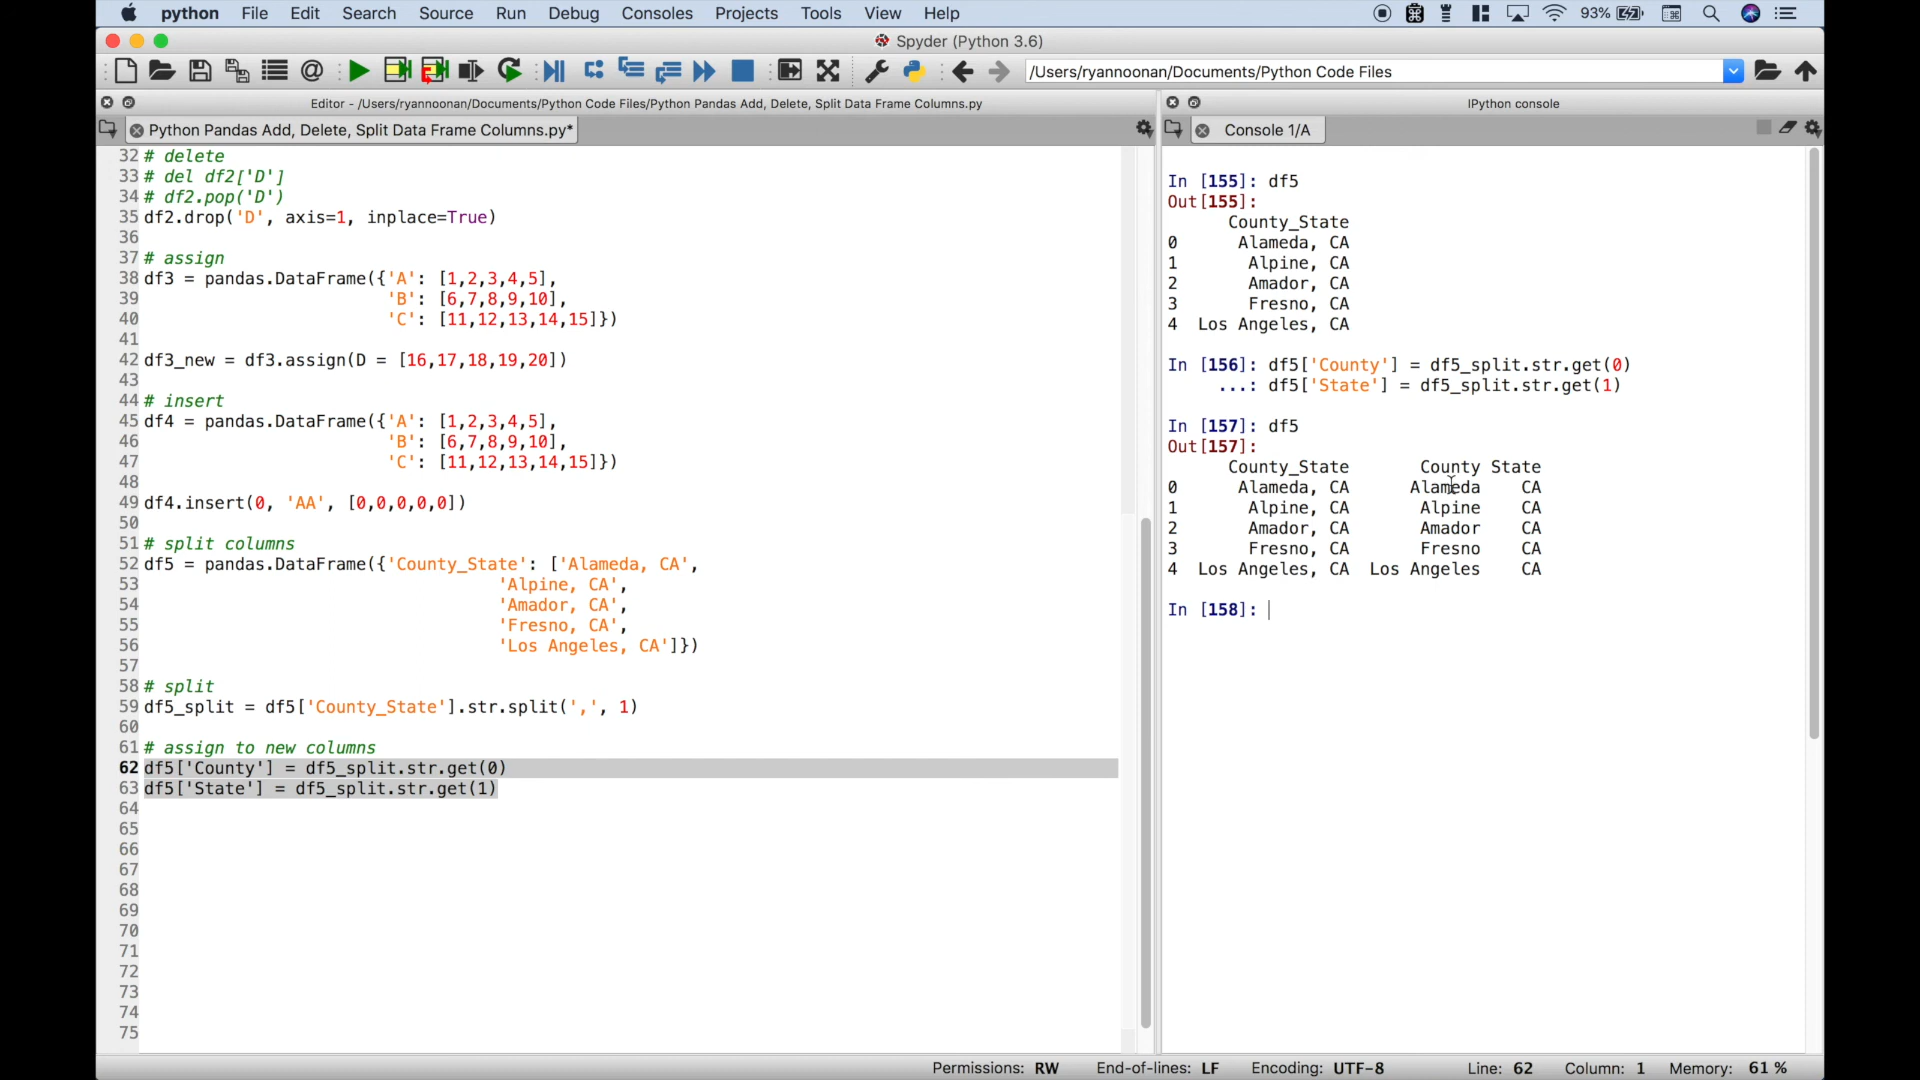 python File Edit Search Source Run Debug Consoles Projects Tools View Help 93%
Spyder (Python 3.6)
/Users/ryannoonan/Documents/Python Code Files
Editor - /Users/ryannoonan/Documents/Python Code Files/Python Pandas Add, Delete, Split Data Frame Columns.py
Python Pandas Add, Delete, Split Data Frame Columns.py*
32 # delete
33 # del df2['D']
34 # df2.pop('D')
35 df2.drop('D', axis=1, inplace=True)
36
37 # assign
38 df3 = pandas.DataFrame({'A': [1,2,3,4,5],
39 'B': [6,7,8,9,10],
40 'C': [11,12,13,14,15]})
41
42 df3_new = df3.assign(D = [16,17,18,19,20])
43
44 # insert
45 df4 = pandas.DataFrame({'A': [1,2,3,4,5],
46 'B': [6,7,8,9,10],
47 'C': [11,12,13,14,15]})
48
49 df4.insert(0, 'AA', [0,0,0,0,0])
50
51 # split columns
52 df5 = pandas.DataFrame({'County_State': ['Alameda, CA',
53 'Alpine, CA',
54 'Amador, CA',
55 'Fresno, CA',
56 'Los Angeles, CA']})
57
58 # split
59 df5_split = df5['County_State'].str.split(',', 1)
60
61 # assign to new columns
62 df5['County'] = df5_split.str.get(0)
63 df5['State'] = df5_split.str.get(1)
64
65
66
67
68
69
70
71
72
73
74
75
IPython console
Console 1/A
In [155]: df5
Out[155]:
County_State
0 Alameda, CA
1 Alpine, CA
2 Amador, CA
3 Fresno, CA
4 Los Angeles, CA
In [156]: df5['County'] = df5_split.str.get(0)
...: df5['State'] = df5_split.str.get(1)
In [157]: df5
Out[157]:
County_State County State
0 Alameda, CA Alameda CA
1 Alpine, CA Alpine CA
2 Amador, CA Amador CA
3 Fresno, CA Fresno CA
4 Los Angeles, CA Los Angeles CA
In [158]:
Permissions: RW End-of-lines: LF Encoding: UTF-8 Line: 62 Column: 1 Memory: 61 %